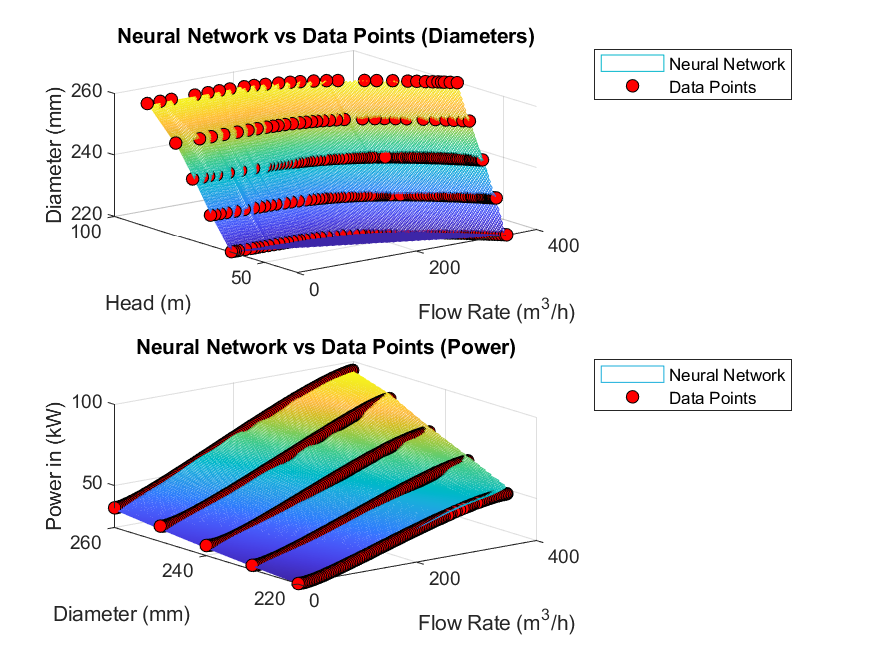 Neural Network vs Data Points (Diameters)
Neural Network
Data Points
Diameter (mm)
260
240
220
100
50
0
200
400
Head (m)
Flow Rate (m³/h)
Neural Network vs Data Points (Power)
Neural Network
Data Points
Power in (kW)
100
50
260
240
220
0
200
400
Diameter (mm)
Flow Rate (m³/h)